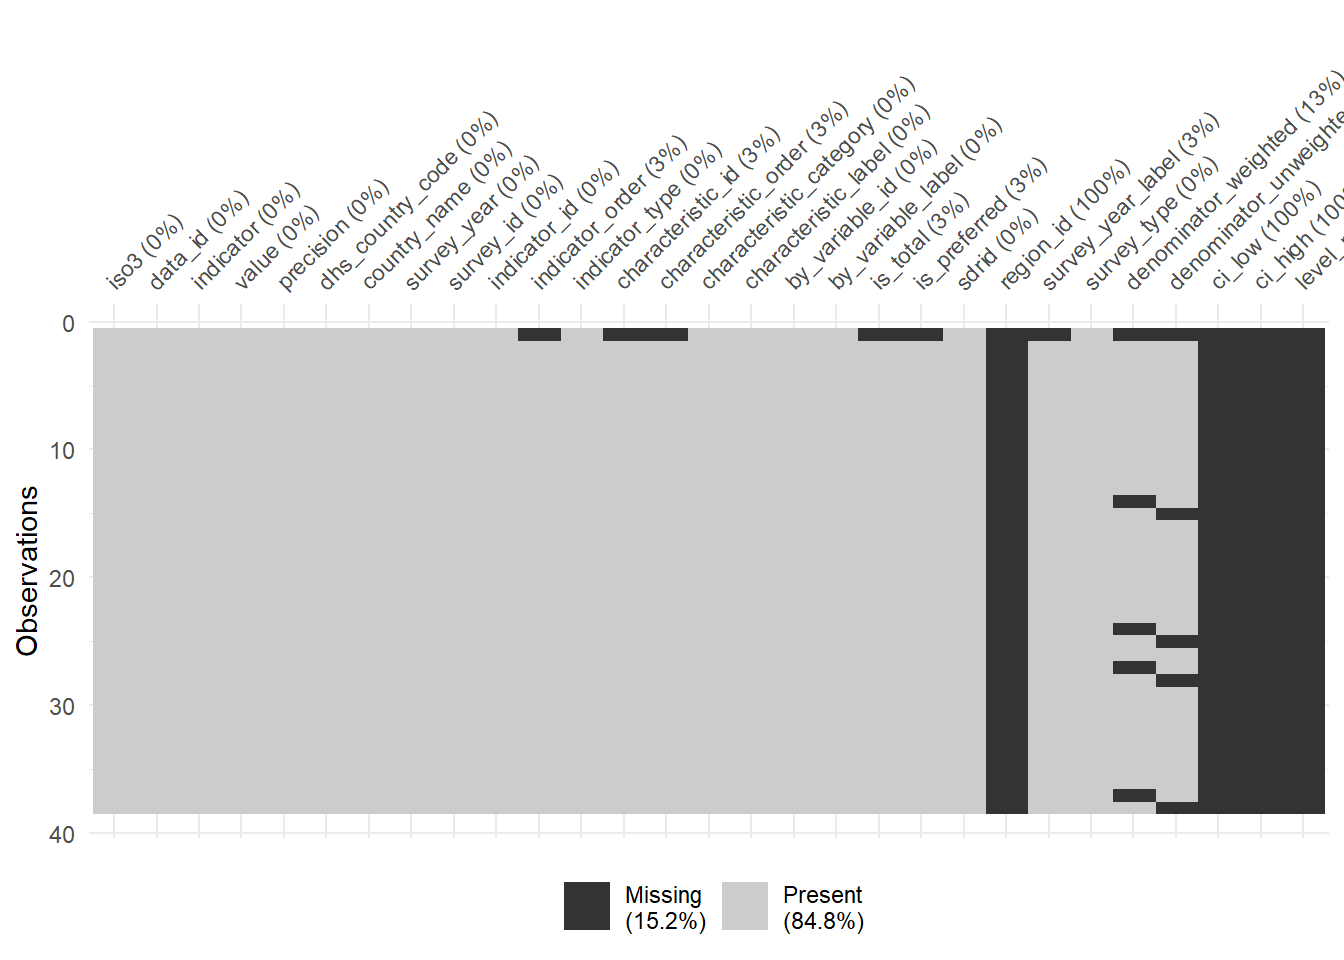 iso3 (0%)
data_id (0%)
indicator (0%)
value (0%)
precision (0%)
dhs_country_code (0%)
country_name (0%)
survey_year (0%)
survey_id (0%)
indicator_id (0%)
indicator_order (3%)
indicator_type (0%)
characteristic_id (3%)
characteristic_order (3%)
characteristic_category (0%)
characteristic_label (0%)
by_variable_id (0%)
by_variable_label (0%)
is_total (3%)
is_preferred (3%)
sdrid (0%)
region_id (100%)
survey_year_label (3%)
survey_type (0%)
denominator_weighted (13%)
denominator_unweighte
ci_low (100%)
ci_high (100
level_
0
10
20
30
40
Observations
Missing
(15.2%)
Present
(84.8%)